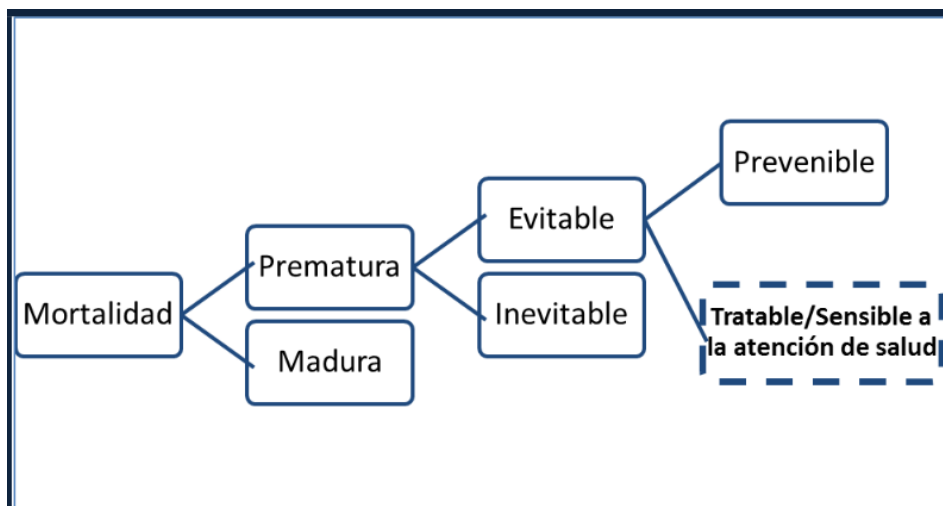 Mortalidad
Prematura
Madura
Evitable
Inevitable
Prevenible
Tratable/Sensible a
la atención de salud